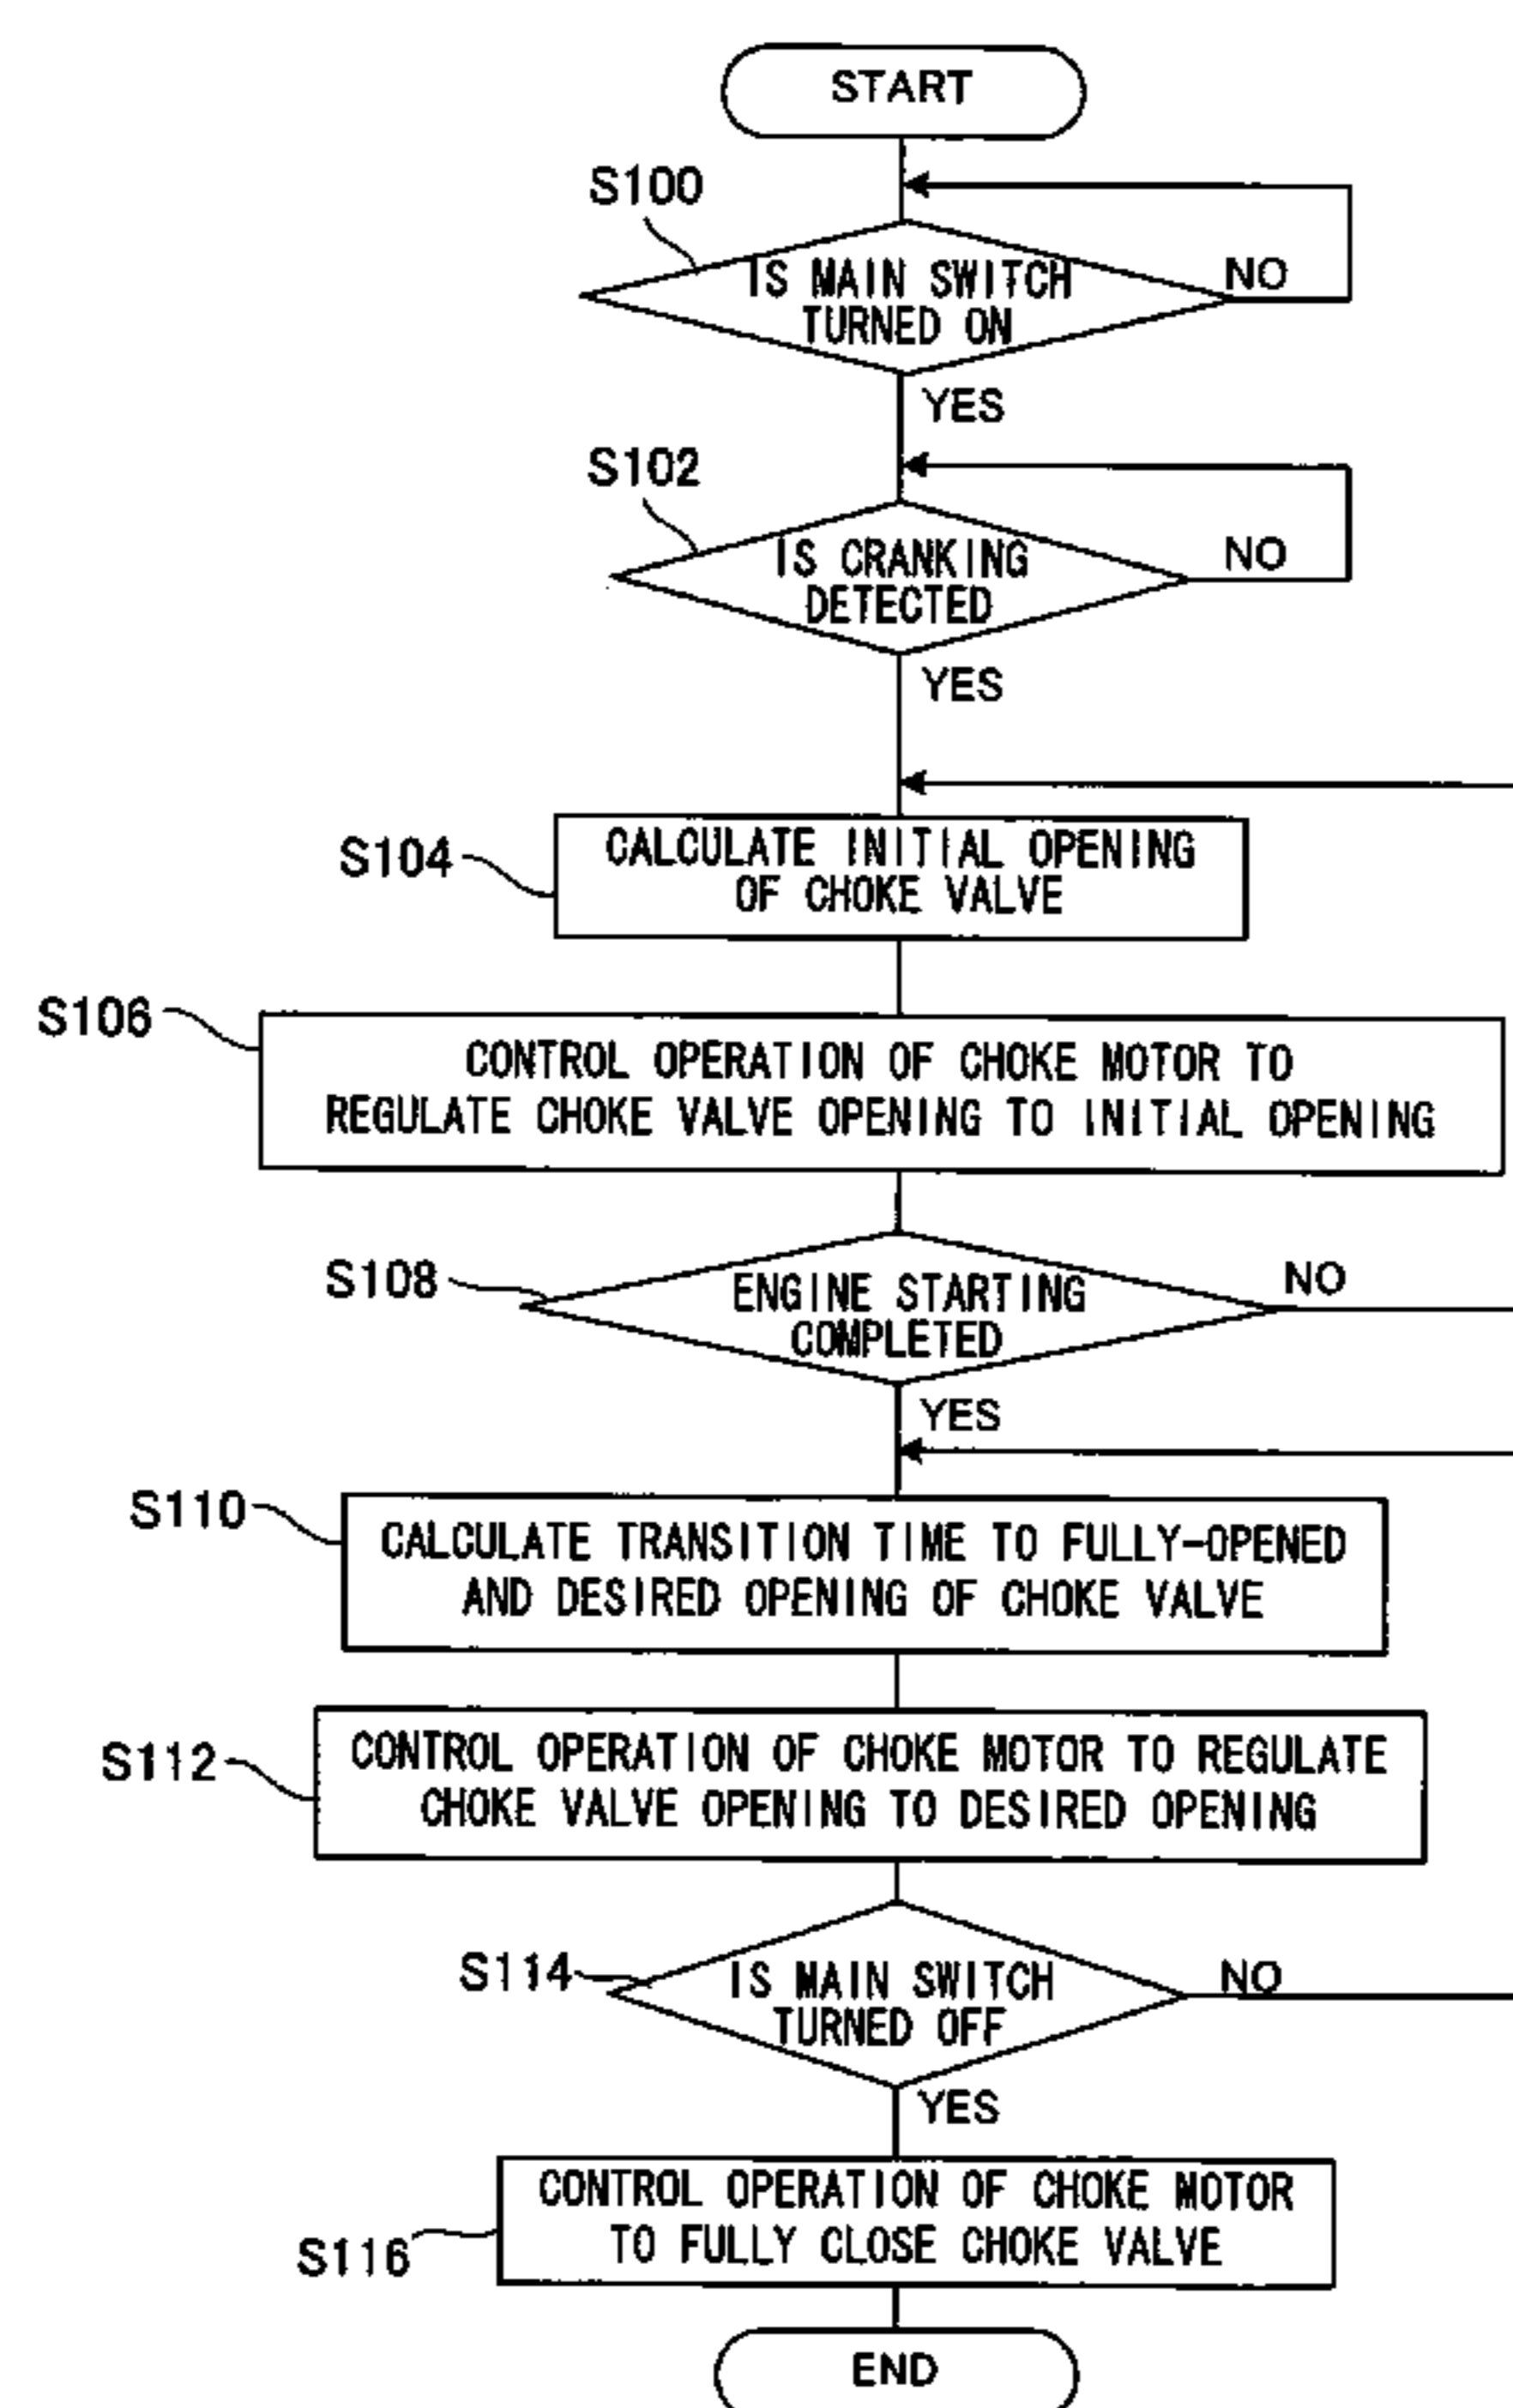 START
S100
IS MAIN SWITCH
TURNED ON
NO
YES
S102
IS CRANKING
DETECTED
NO
YES
S104
CALCULATE INITIAL OPENING
OF CHOKE VALVE
S106
CONTROL OPERATION OF CHOKE MOTOR TO
REGULATE CHOKE VALVE OPENING TO INITIAL OPENING
S108
ENGINE STARTING
COMPLETED
NO
YES
S110
CALCULATE TRANSITION TIME TO FULLY-OPENED
AND DESIRED OPENING OF CHOKE VALVE
S112
CONTROL OPERATION OF CHOKE MOTOR TO REGULATE
CHOKE VALVE OPENING TO DESIRED OPENING
S114
IS MAIN SWITCH
TURNED OFF
NO
YES
S116
CONTROL OPERATION OF CHOKE MOTOR
TO FULLY CLOSE CHOKE VALVE
END